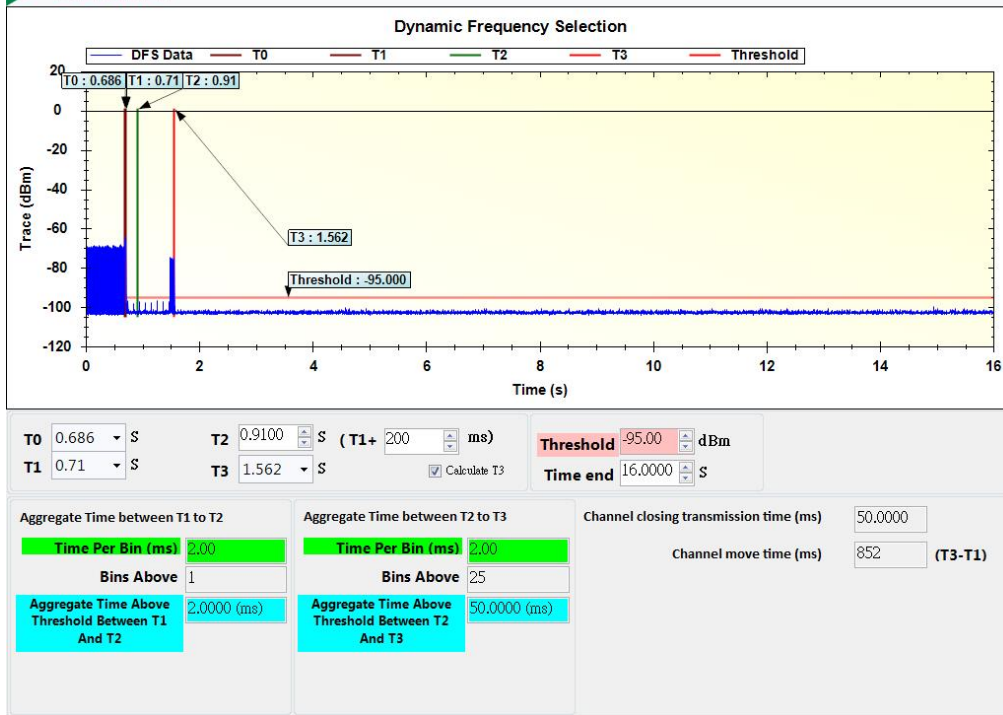 Dynamic Frequency Selection
DFS Data T0 T1 T2 T3 Threshold
20
T0 : 0.686 T1 : 0.71 T2 : 0.91
0
-20
-40
-60
-80
-100
-120
Trace (dBm)
T3 : 1.562
Threshold : -95.000
0 2 4 6 8 10 12 14 16
Time (s)
T0 0.686 S T2 0.9100 S (T1+ 200 ms) Threshold -95.00 dBm
T1 0.71 S T3 1.562 S Calculate T3 Time end 16.0000 S
Aggregate Time between T1 to T2
Time Per Bin (ms) 2.00
Bins Above 1
Aggregate Time Above
Threshold Between T1
And T2
2.0000 (ms)
Aggregate Time between T2 to T3
Time Per Bin (ms) 2.00
Bins Above 25
Aggregate Time Above
Threshold Between T2
And T3
50.0000 (ms)
Channel closing transmission time (ms) 50.0000
Channel move time (ms) 852 (T3-T1)